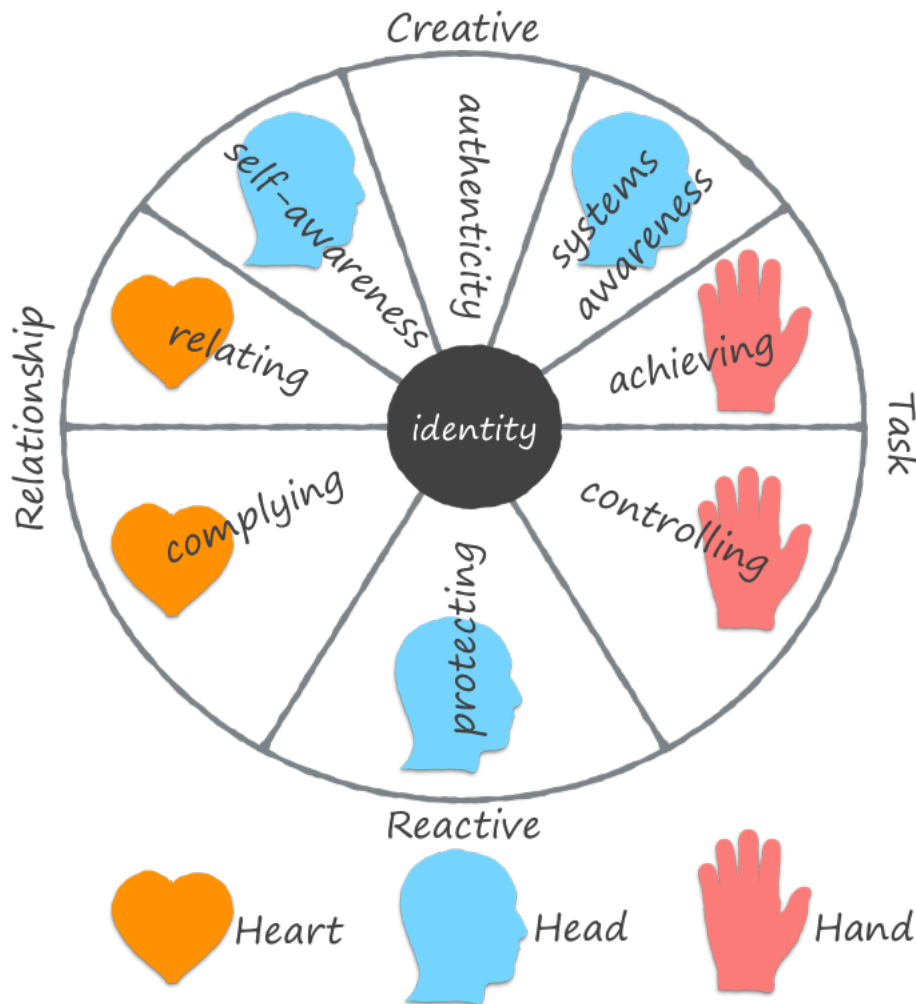 Creative
self-awareness
authenticity
systems
awareness
relating
achieving
Relationship
identity
Task
complying
controlling
protecting
Reactive
Heart
Head
Hand